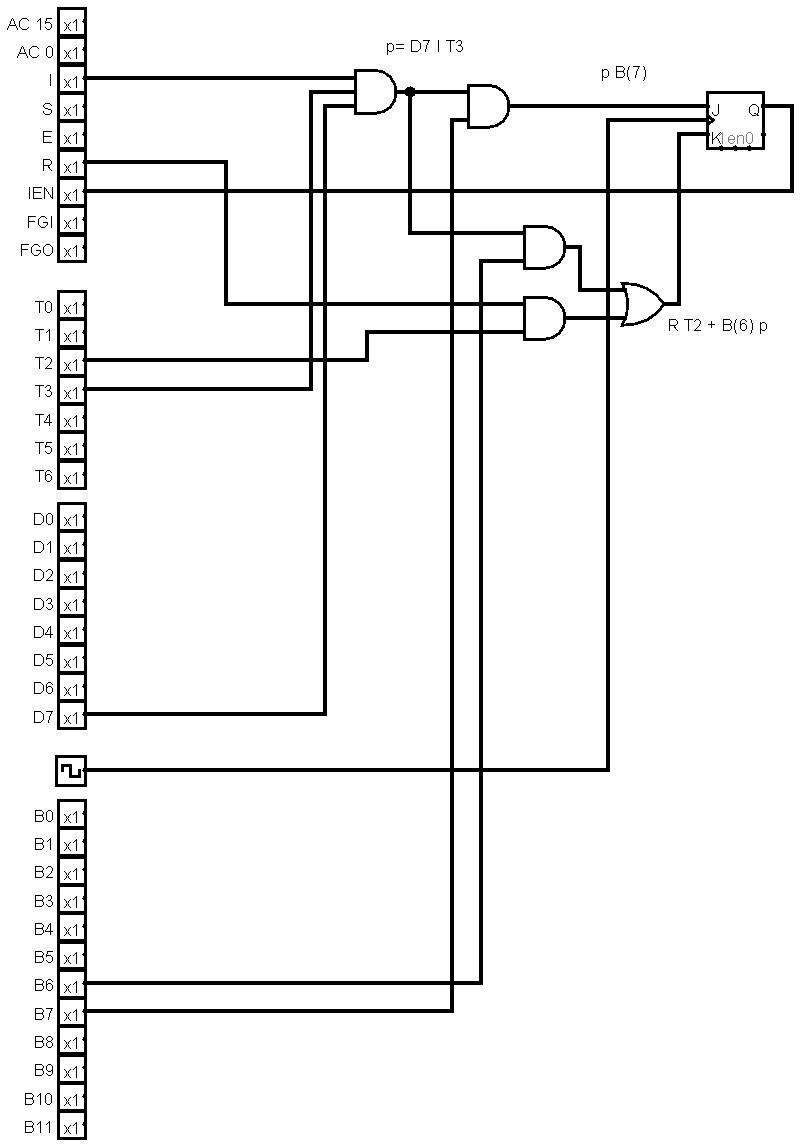 AC 15 x1
AC 0 x1
p= D7 I T3
I x1
p B(7)
S x1
J Q
E x1
K Ien0
R x1
IEN x1
FGI x1
FGO x1
T0 x1
R T2 + B(6) p
T1 x1
T2 x1
T3 x1
T4 x1
T5 x1
T6 x1
D0 x1
D1 x1
D2 x1
D3 x1
D4 x1
D5 x1
D6 x1
D7 x1
B0 x1
B1 x1
B2 x1
B3 x1
B4 x1
B5 x1
B6 x1
B7 x1
B8 x1
B9 x1
B10 x1
B11 x1